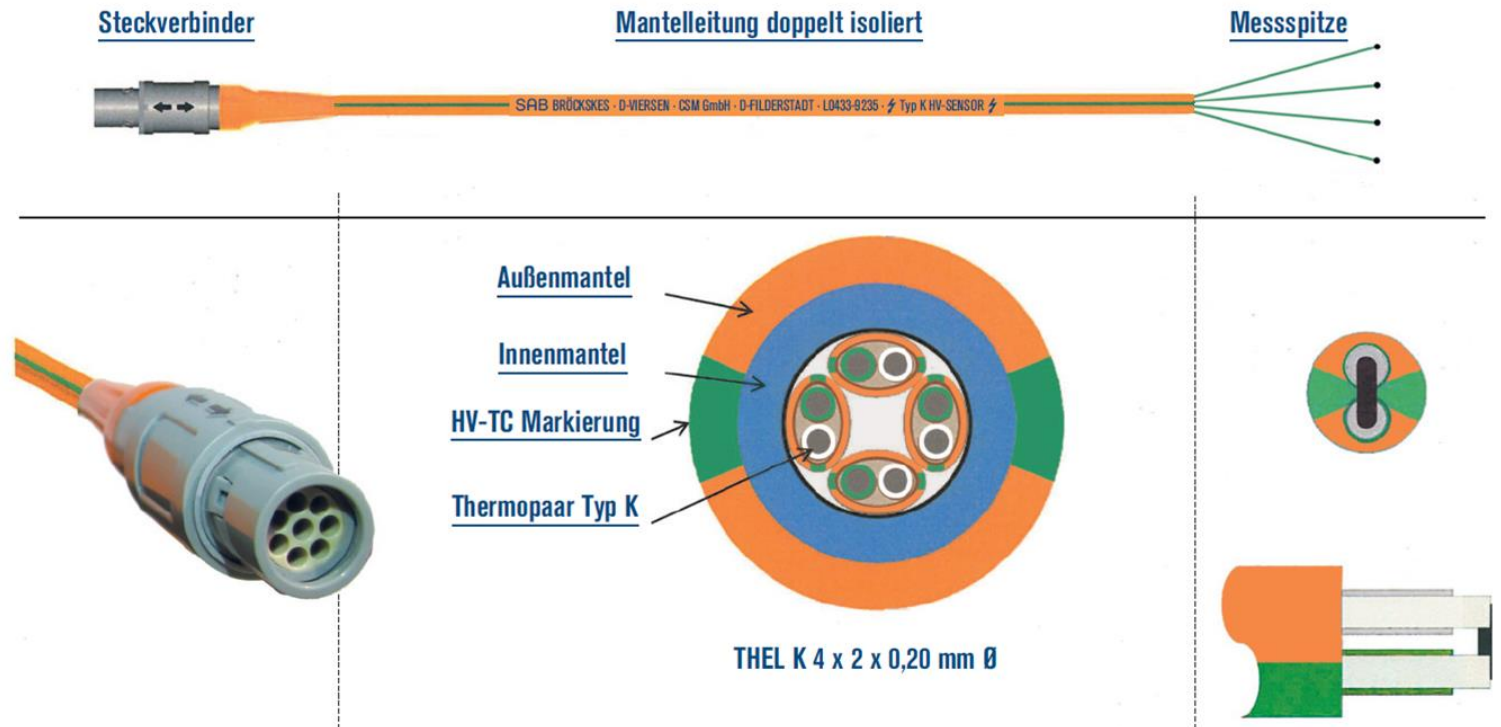 Steckverbinder
Mantelleitung doppelt isoliert
Messspitze
SAB BRÖCKSKES · D-VIERSEN · CSM GmbH · D-FILDERSTADT · L0433-9235 · ⚡ Typ K HV-SENSOR ⚡
Außenmantel
Innenmantel
HV-TC Markierung
Thermopaar Typ K
THEL K 4 x 2 x 0,20 mm Ø